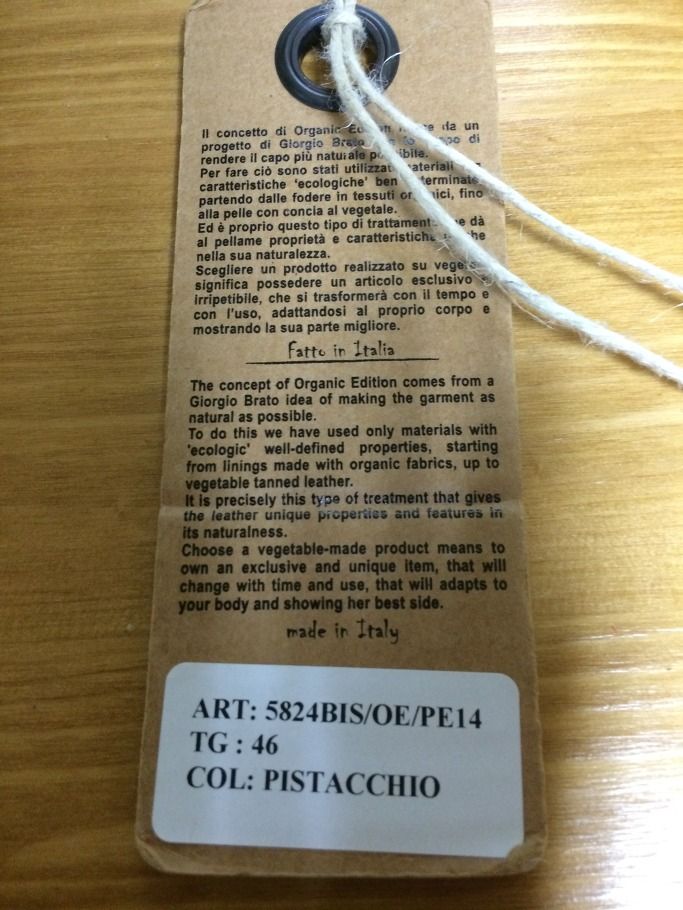 Il concetto di Organic da un
progetto di Giorgio di
rendere il capo più naturale
Per fare ciò sono stati
caratteristiche 'ecologiche' ben
partendo dalle fodere in tessuti fino
alla pelle con concia al vegetale.
Ed è proprio questo tipo di dà
al pellame proprietà e
nella sua naturalezza.
Scegliere un prodotto realizzato su
significa possedere un articolo esclusivo
irripetibile, che si trasformerà con il tempo e
con l'uso, adattandosi al proprio corpo e
mostrando la sua parte migliore.
Fatto in Italia
The concept of Organic Edition comes from a
Giorgio Brato idea of making the garment as
natural as possible.
To do this we have used only materials with
'ecologic' well-defined properties, starting
from linings made with organic fabrics, up to
vegetable tanned leather.
It is precisely this type of treatment that gives
the leather unique properties and features in
its naturalness.
Choose a vegetable-made product means to
own an exclusive and unique item, that will
change with time and use, that will adapts to
your body and showing her best side.
made in Italy
ART: 5824BIS/OE/PE14
TG : 46
COL: PISTACCHIO